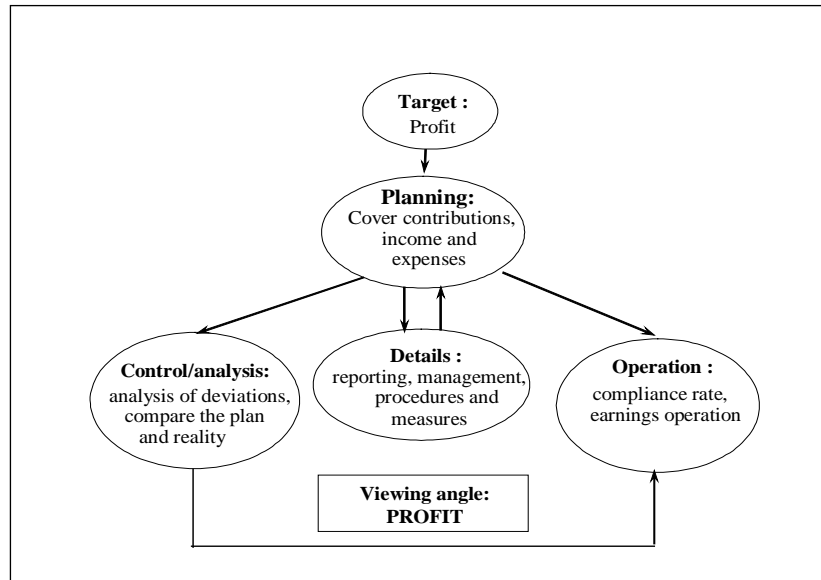 Target :
Profit
Planning:
Cover contributions,
income and
expenses
Control/analysis:
analysis of deviations,
compare the plan
and reality
Details :
reporting, management,
procedures and
measures
Operation :
compliance rate,
earnings operation
Viewing angle:
PROFIT